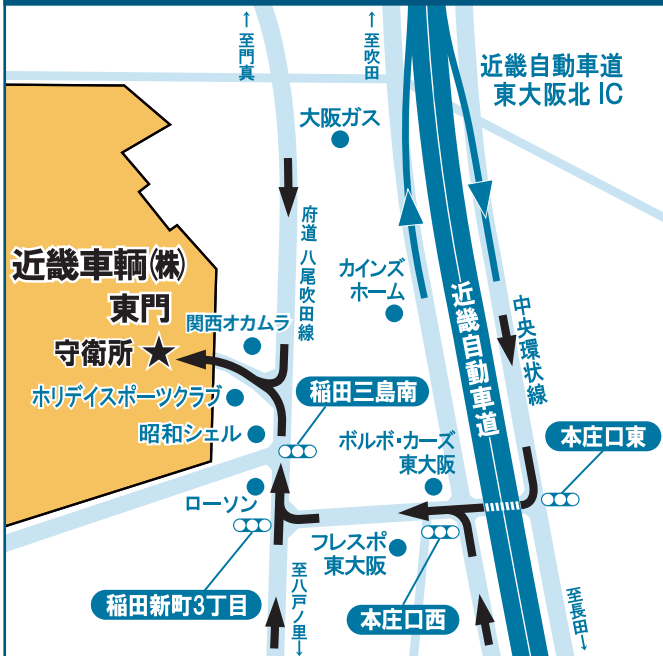 ↑至門真
↑至吹田
近畿自動車道
東大阪北 IC
大阪ガス
府道 八尾吹田線
カインズ
ホーム
近畿車輌㈱
東門
守衛所 ★
関西オカムラ
近畿自動車道
中央環状線
ホリデイスポーツクラブ
稲田三島南
昭和シェル
ボルボ・カーズ
東大阪
本庄口東
ローソン
フレスポ
東大阪
稲田新町3丁目
至八戸ノ里→
本庄口西
至長田→